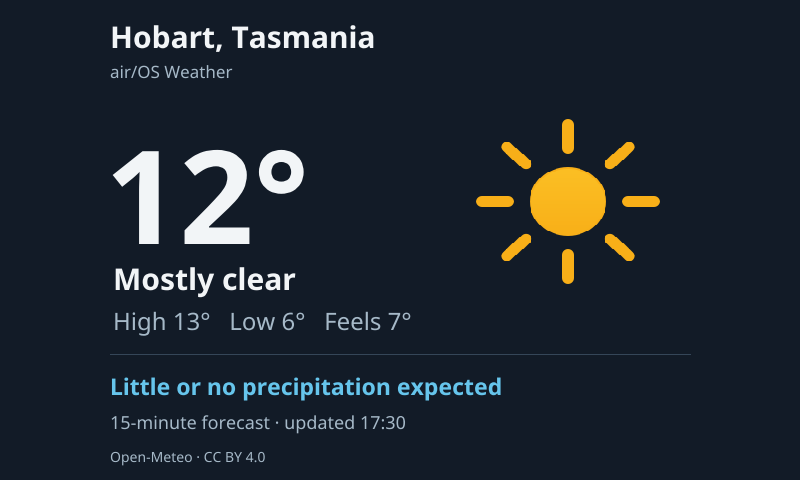 Hobart, Tasmania
air/OS Weather
12°
Mostly clear
High 13° Low 6° Feels 7°
Little or no precipitation expected
15-minute forecast · updated 17:30
Open-Meteo · CC BY 4.0